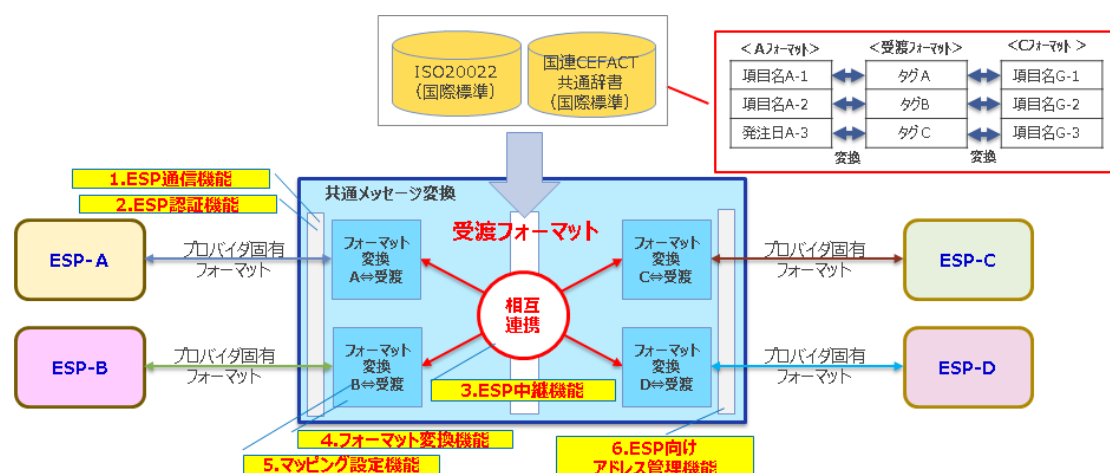 ISO20022
(国際標準)
国連CEFACT
共通辞書
(国際標準)
<Aフォーマット>
<受渡フォーマット>
<Cフォーマット >
項目名A-1
タグA
項目名G-1
項目名A-2
タグB
項目名G-2
発注日A-3
タグC
項目名G-3
変換
変換
1.ESP通信機能
2.ESP認証機能
共通メッセージ変換
受渡フォーマット
ESP-A
プロバイダ固有
フォーマット
フォーマット
変換
A⇔受渡
フォーマット
変換
C⇔受渡
プロバイダ固有
フォーマット
ESP-C
相互
連携
ESP-B
プロバイダ固有
フォーマット
フォーマット
変換
B⇔受渡
フォーマット
変換
D⇔受渡
プロバイダ固有
フォーマット
ESP-D
3.ESP中継機能
4.フォーマット変換機能
5.マッピング設定機能
6.ESP向け
アドレス管理機能